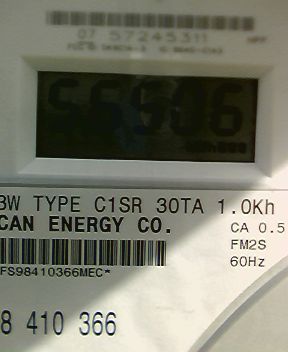 07 57245311
56506
3W TYPE C1SR 30TA 1.0Kh
CAN ENERGY CO.
CA 0.5
FM2S
60Hz
FS98410366MEC*
8 410 366